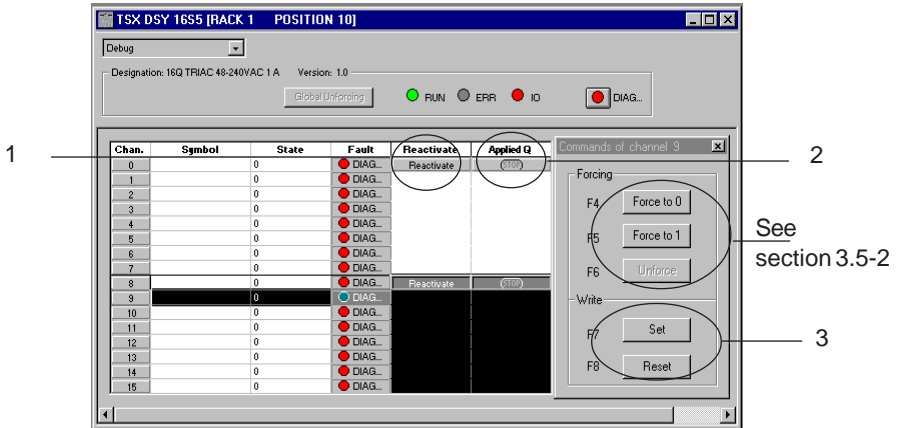 TSX DSY 16S5 [RACK 1 POSITION 10]
Debug
Designation: 16Q TRIAC 48-240VAC 1 A Version: 1.0
Global Unforcing RUN ERR IO DIAG...
Chan. Symbol State Fault Reactivate Applied Q
0 0 DIAG... Reactivate STOP
1 0 DIAG...
2 0 DIAG...
3 0 DIAG...
4 0 DIAG...
5 0 DIAG...
6 0 DIAG...
7 0 DIAG...
8 0 DIAG... Reactivate STOP
9 0 DIAG...
10 0 DIAG...
11 0 DIAG...
12 0 DIAG...
13 0 DIAG...
14 0 DIAG...
15 0 DIAG...
Commands of channel 9
Forcing
F4 Force to 0
F5 Force to 1
F6 Unforce
Write
F7 Set
F8 Reset
1
2
See
section 3.5-2
3